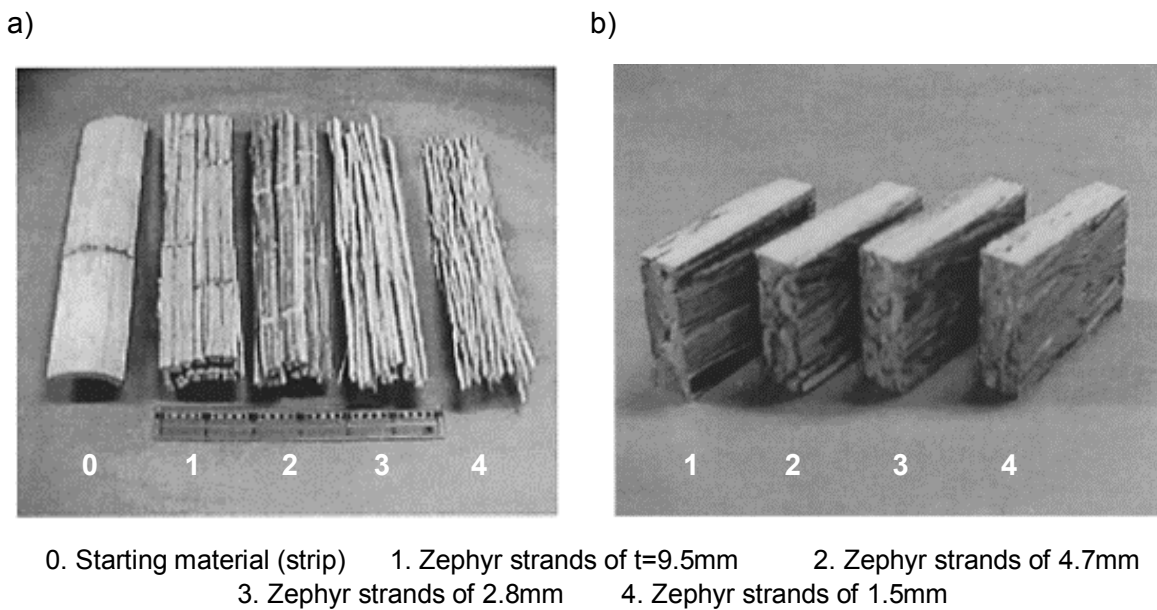 a)
b)
0
1
2
3
4
1
2
3
4
0. Starting material (strip) 1. Zephyr strands of t=9.5mm 2. Zephyr strands of 4.7mm
3. Zephyr strands of 2.8mm 4. Zephyr strands of 1.5mm